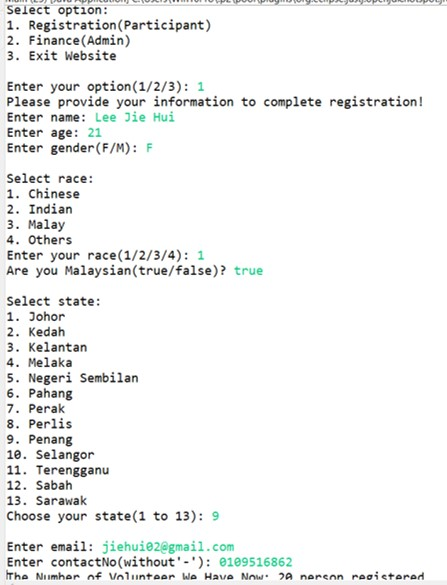 Select option:
1. Registration(Participant)
2. Finance(Admin)
3. Exit Website
Enter your option(1/2/3): 1
Please provide your information to complete registration!
Enter name: Lee Jie Hui
Enter age: 21
Enter gender(F/M): F
Select race:
1. Chinese
2. Indian
3. Malay
4. Others
Enter your race(1/2/3/4): 1
Are you Malaysian(true/false)? true
Select state:
1. Johor
2. Kedah
3. Kelantan
4. Melaka
5. Negeri Sembilan
6. Pahang
7. Perak
8. Perlis
9. Penang
10. Selangor
11. Terengganu
12. Sabah
13. Sarawak
Choose your state(1 to 13): 9
Enter email: jiehui02@gmail.com
Enter contactNo(without'-'): 0109516862
The Number of Volunteer We Have Now: 20 person registered